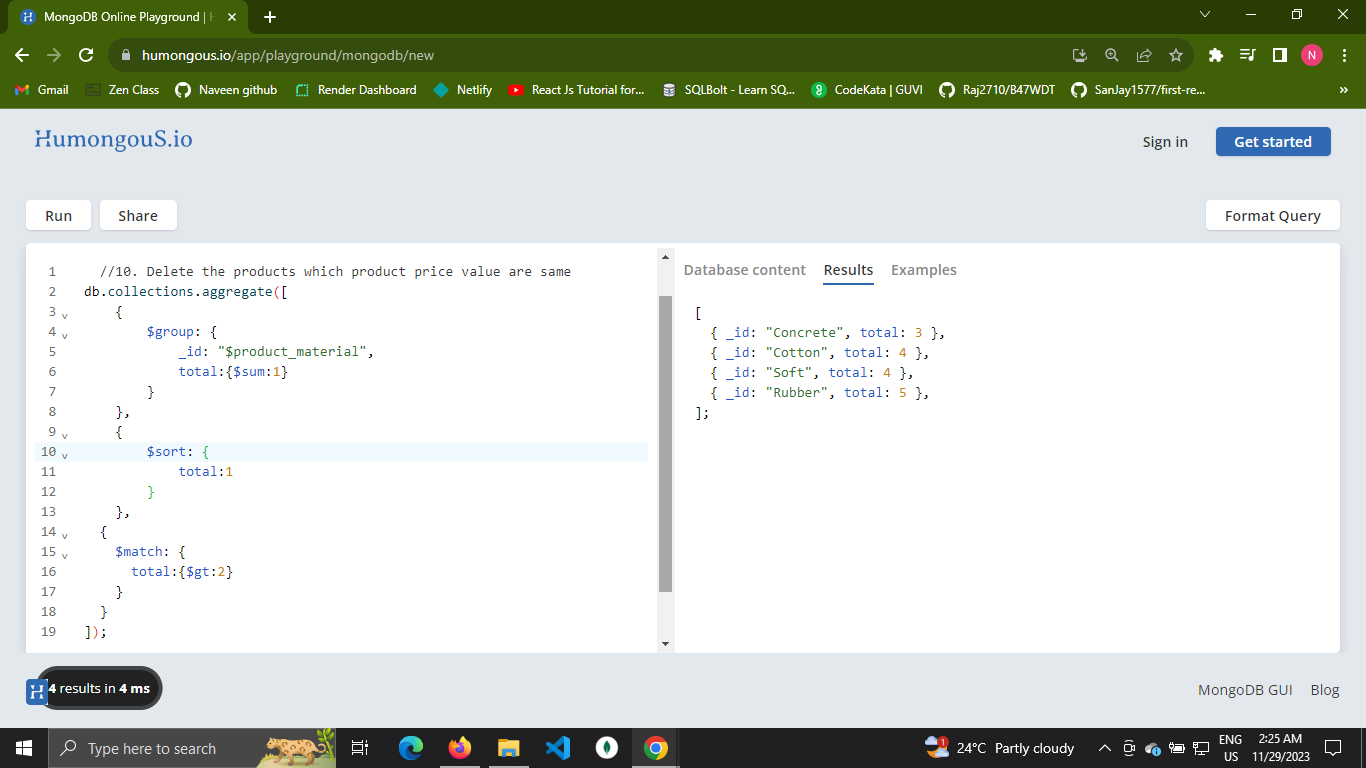 MongoDB Online Playground | H
humongous.io/app/playground/mongodb/new
N
Gmail
Zen Class
Naveen github
Render Dashboard
Netlify
React Js Tutorial for...
SQLBolt - Learn SQ...
CodeKata | GUVI
Raj2710/B47WDT
SanJay1577/first-re...
»
HumongouS.io
Sign in
Get started
Run
Share
Format Query
1 //10. Delete the products which product price value are same
2 db.collections.aggregate([
3 {
4 $group: {
5 _id: "$product_material",
6 total:{$sum:1}
7 }
8 },
9 {
10 $sort: {
11 total:1
12 }
13 },
14 {
15 $match: {
16 total:{$gt:2}
17 }
18 }
19 ]);
Database content Results Examples
[
{ _id: "Concrete", total: 3 },
{ _id: "Cotton", total: 4 },
{ _id: "Soft", total: 4 },
{ _id: "Rubber", total: 5 },
];
H
4 results in 4 ms
MongoDB GUI
Blog
Type here to search
1
24°C Partly cloudy
ENG
US
2:25 AM
11/29/2023